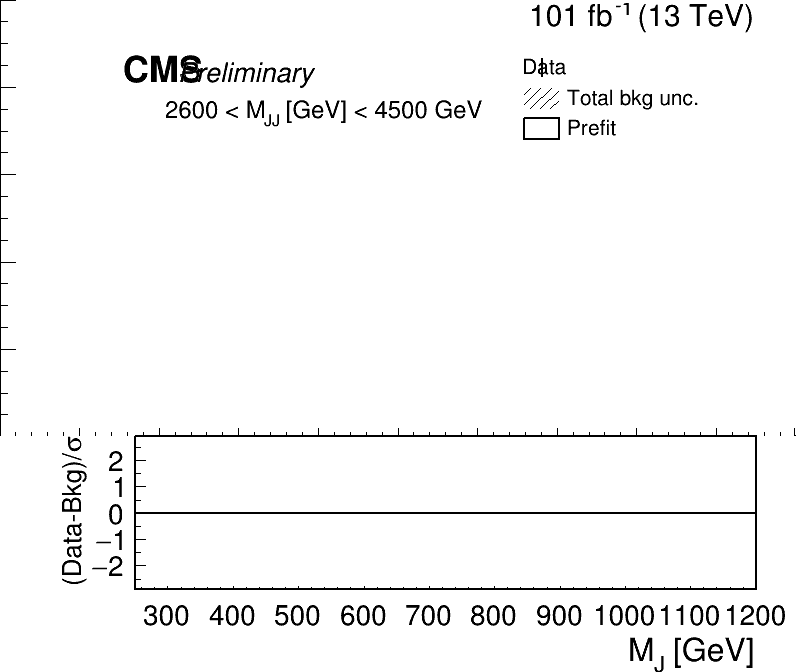 101 fb-1 (13 TeV)
CMS Preliminary
2600 < MJJ [GeV] < 4500 GeV
Data
Total bkg unc.
Prefit
(Data-Bkg)/σ
2
1
0
−1
−2
300 400 500 600 700 800 900 1000 1100 1200
MJ [GeV]